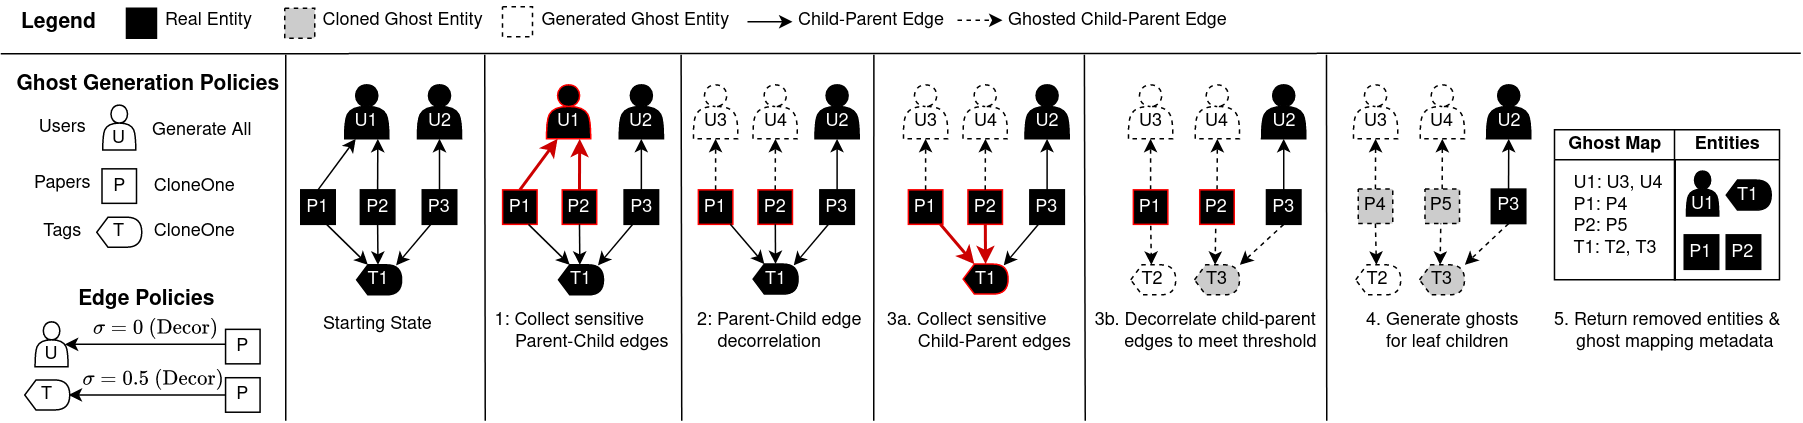 Legend Real Entity Cloned Ghost Entity Generated Ghost Entity Child-Parent Edge Ghosted Child-Parent Edge
Ghost Generation Policies
Users U Generate All
Papers P CloneOne
Tags T CloneOne
Edge Policies
σ = 0 (Decor)
U P
σ = 0.5 (Decor)
T P
U1 U2
P1 P2 P3
T1
Starting State
U1 U2
P1 P2 P3
T1
1: Collect sensitive
Parent-Child edges
U3 U4 U2
P1 P2 P3
T1
2: Parent-Child edge
decorrelation
U3 U4 U2
P1 P2 P3
T1
3a. Collect sensitive
Child-Parent edges
U3 U4 U2
P1 P2 P3
T2 T3
3b. Decorrelate child-parent
edges to meet threshold
U3 U4 U2
P4 P5 P3
T2 T3
4. Generate ghosts
for leaf children
Ghost Map Entities
U1: U3, U4
P1: P4
P2: P5
T1: T2, T3
U1 T1
P1 P2
5. Return removed entities &
ghost mapping metadata